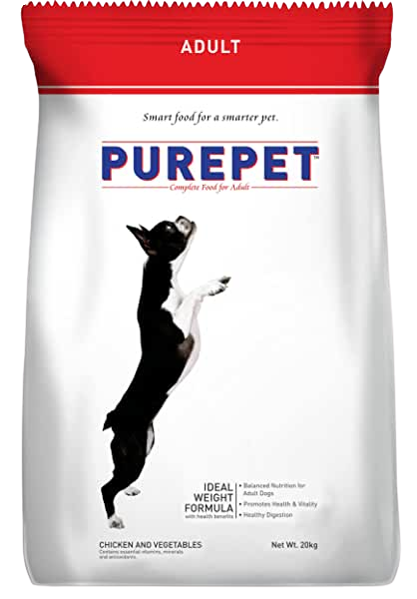 ADULT
Smart food for a smarter pet.
PUREPET™
Complete Food for Adult
IDEAL
WEIGHT
FORMULA
with health benefits
• Balanced Nutrition for
Adult Dogs
• Promotes Health & Vitality
• Healthy Digestion
CHICKEN AND VEGETABLES
Contains essential vitamins, minerals
and antioxidants.
Net Wt. 20kg